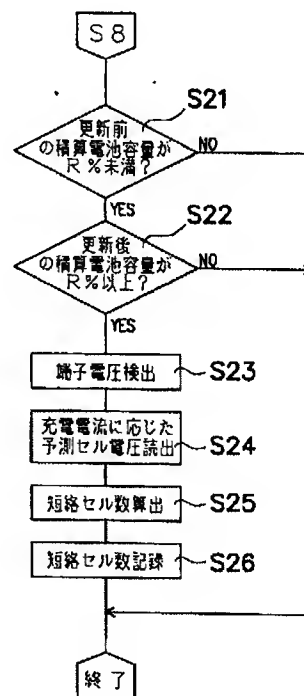 S8
S21
更新前
の積算電池容量が
R%未満?
NO
YES
S22
更新後
の積算電池容量が
R%以上?
NO
YES
端子電圧検出
S23
充電電流に応じた
予測セル電圧読出
S24
短絡セル数算出
S25
短絡セル数記録
S26
終了